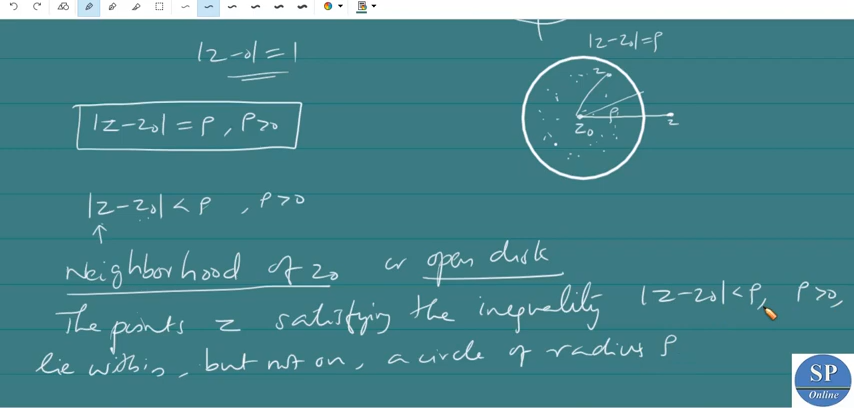 |z-0|=1
|z-z0|=ρ
|z-z0|=ρ, ρ>0
z
ρ
z0
z
|z-z0|<ρ , ρ>0
Neighborhood of z0 or open disk
The points z satisfying the inequality |z-z0|<ρ, ρ>0,
lie within, but not on, a circle of radius ρ
SP
Online